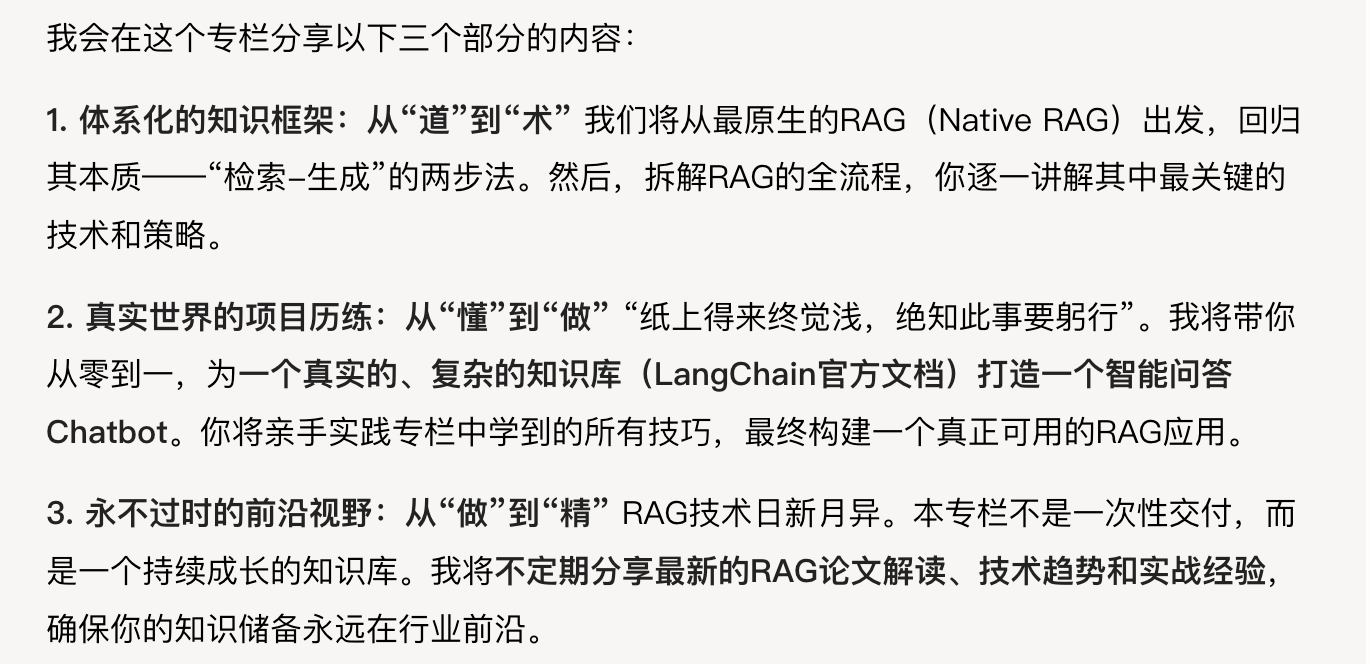 我会在这个专栏分享以下三个部分的内容：
1. 体系化的知识框架：从“道”到“术” 我们将从最原生的RAG（Native RAG）出发，回归
其本质——“检索–生成”的两步法。然后，拆解RAG的全流程，你逐一讲解其中最关键的
技术和策略。
2. 真实世界的项目历练：从“懂”到“做” “纸上得来终觉浅，绝知此事要躬行”。我将带你
从零到一，为一个真实的、复杂的知识库（LangChain官方文档）打造一个智能问答
Chatbot。你将亲手实践专栏中学到的所有技巧，最终构建一个真正可用的RAG应用。
3. 永不过时的前沿视野：从“做”到“精” RAG技术日新月异。本专栏不是一次性交付，而
是一个持续成长的知识库。我将不定期分享最新的RAG论文解读、技术趋势和实战经验，
确保你的知识储备永远在行业前沿。